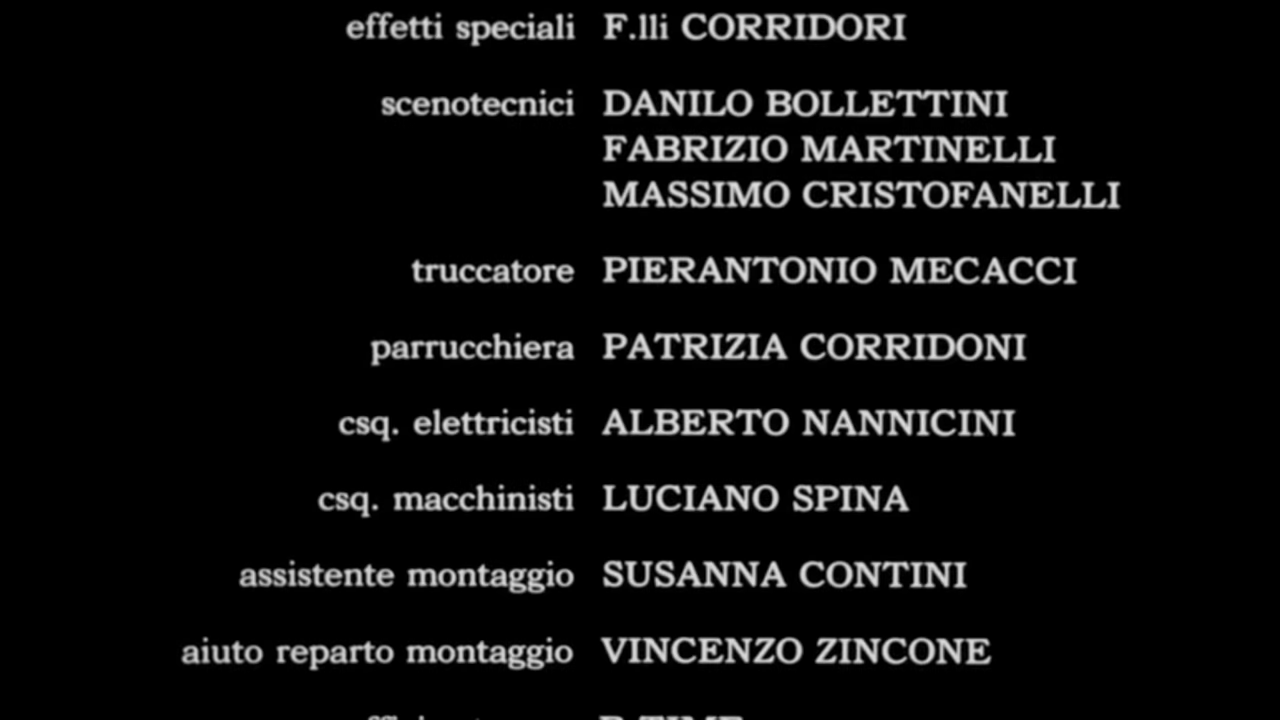 effetti speciali F.lli CORRIDORI
scenotecnici DANILO BOLLETTINI
FABRIZIO MARTINELLI
MASSIMO CRISTOFANELLI
truccatore PIERANTONIO MECACCI
parrucchiera PATRIZIA CORRIDONI
csq. elettricisti ALBERTO NANNICINI
csq. macchinisti LUCIANO SPINA
assistente montaggio SUSANNA CONTINI
aiuto reparto montaggio VINCENZO ZINCONE